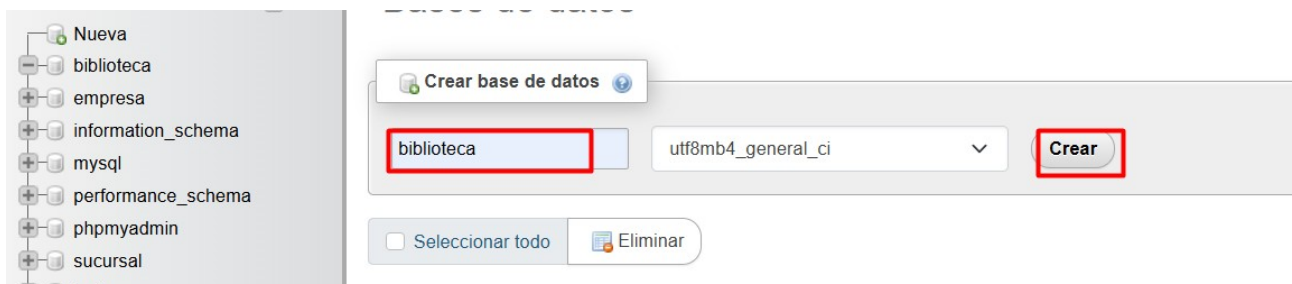 Nueva
biblioteca
empresa
information_schema
mysql
performance_schema
phpmyadmin
sucursal
Crear base de datos
biblioteca
utf8mb4_general_ci
Crear
Seleccionar todo
Eliminar